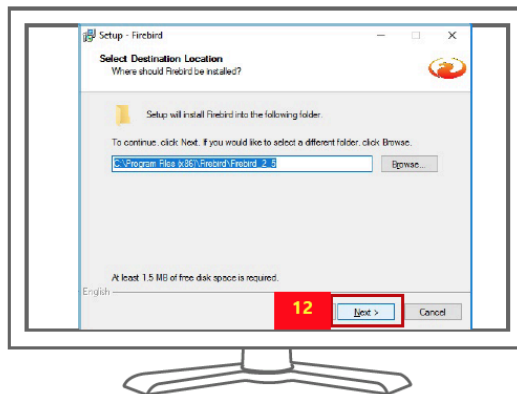 Setup - Firebird
Select Destination Location
Where should Firebird be installed?
Setup will install Firebird into the following folder.
To continue, click Next. If you would like to select a different folder, click Browse.
C:\Program Files (x86)\Firebird\Firebird_2_5
Browse...
At least 1.5 MB of free disk space is required.
English
12
Next >
Cancel